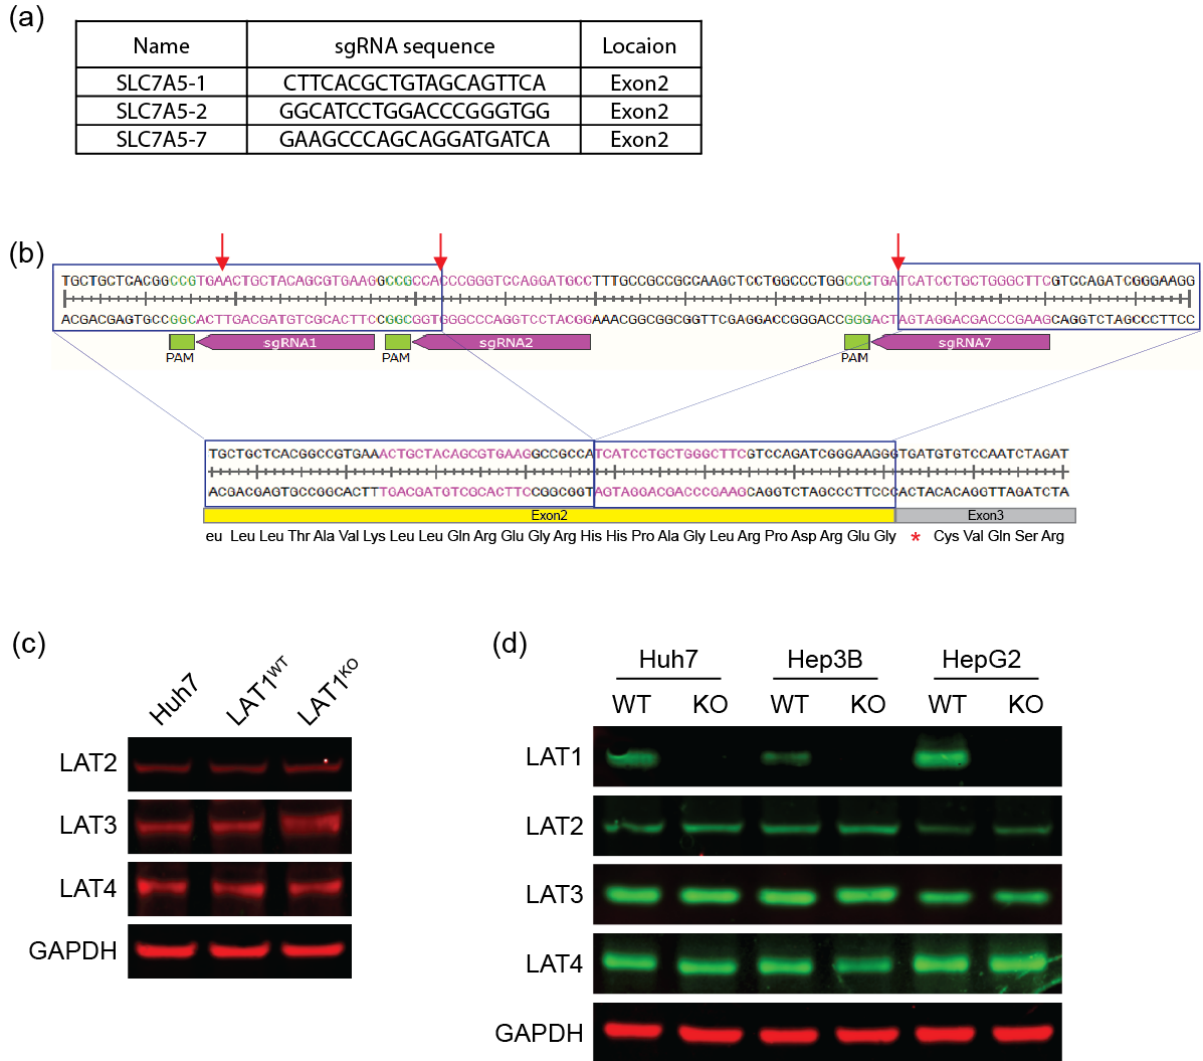 (a)
Name sgRNA sequence Locaion
SLC7A5-1 CTTCACGCTGTAGCAGTTCA Exon2
SLC7A5-2 GGCATCCTGGACCCGGGTGG Exon2
SLC7A5-7 GAAGCCCAGCAGGATGATCA Exon2
(b)
TGCTGCTCACGGCCGTGAACTGCTACAGCGTGAAGGCCGCCACCCGGGTCCAGGATGCCTTTGCCGCCGCCAAGCTCCTGGCCCTGGCCCTGATCATCCTGCTGGGCTTCGTCCAGATCGGGAAGG
ACGACGAGTGCCGGCACTTGACGATGTCGCACTTCCGGCGGTGGGCCCAGGTCCTACGGAAACGGCGGCGGTTCGAGGACCGGGACCGGGACTAGTAGGACGACCCGAAGCAGGTCTAGCCCTTCC
sgRNA1 sgRNA2 sgRNA7
PAM PAM PAM
TGCTGCTCACGGCCGTGAAACTGCTACAGCGTGAAGGCCGCCATCATCCTGCTGGGCTTCGTCCAGATCGGGAAGGGTGATGTGTCCAATCTAGAT
ACGACGAGTGCCGGCACTTTGACGATGTCGCACTTCCGGCGGTAGTAGGACGACCCGAAGCAGGTCTAGCCCTTCCCACTACACAGGTTAGATCTA
Exon2 Exon3
eu Leu Leu Thr Ala Val Lys Leu Leu Gln Arg Glu Gly Arg His His Pro Ala Gly Leu Arg Pro Asp Arg Glu Gly * Cys Val Gln Ser Arg
(c)
Huh7 LAT1WT LAT1KO
LAT2
LAT3
LAT4
GAPDH
(d)
Huh7 Hep3B HepG2
WT KO WT KO WT KO
LAT1
LAT2
LAT3
LAT4
GAPDH